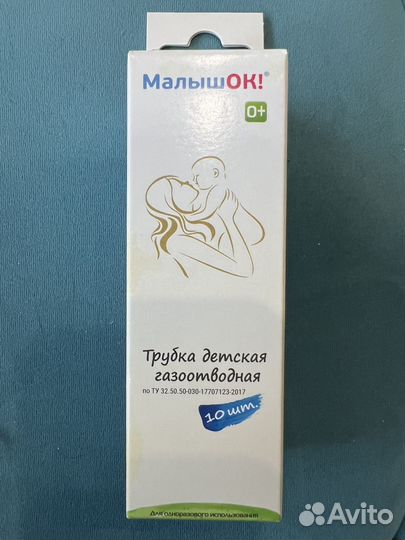 МалышОК!®
0+
Трубка детская
газоотводная
по ТУ 32.50.50-030-17707123-2017
10 шт.
Для одноразового использования
Avito